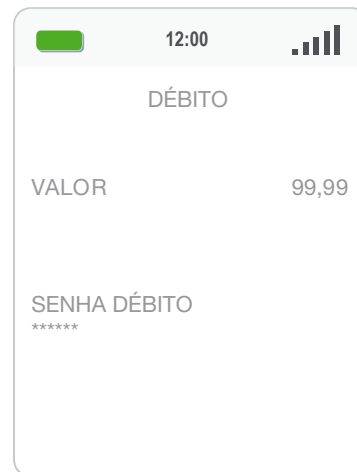 12:00
DÉBITO
VALOR 99,99
SENHA DÉBITO
******